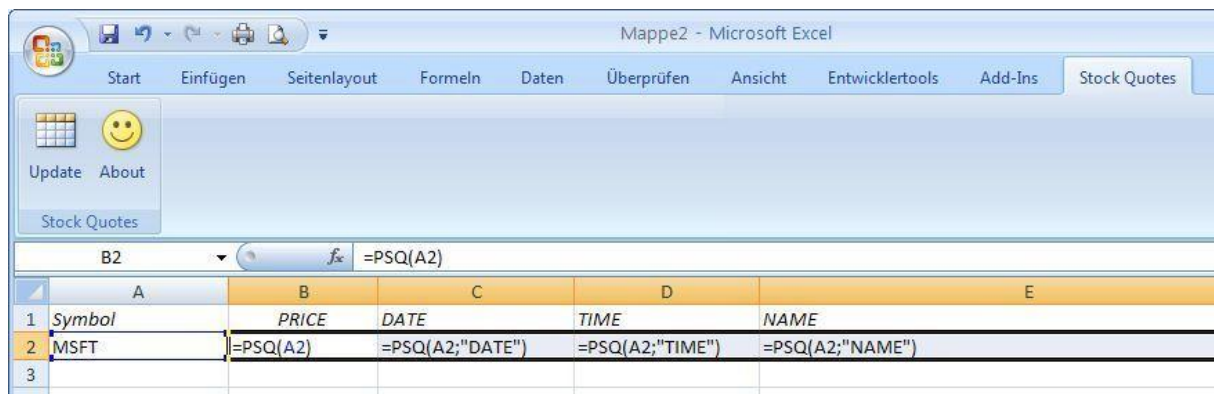 Mappe2 - Microsoft Excel
Start Einfügen Seitenlayout Formeln Daten Überprüfen Ansicht Entwicklertools Add-Ins Stock Quotes
Update About
Stock Quotes
B2 fx =PSQ(A2)
A B C D E
1 Symbol PRICE DATE TIME NAME
2 MSFT =PSQ(A2) =PSQ(A2;"DATE") =PSQ(A2;"TIME") =PSQ(A2;"NAME")
3